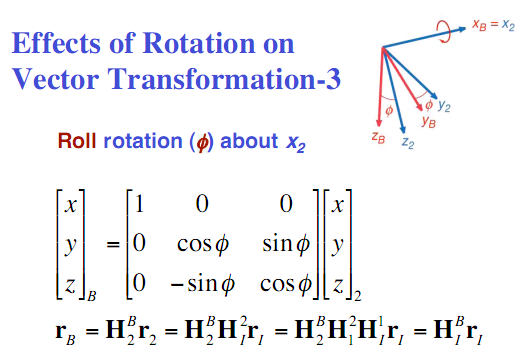 Effects of Rotation on
Vector Transformation-3
x_B = x_2
ϕ
ϕ
y_2
y_B
z_B
z_2
Roll rotation (ϕ) about x_2
[x y z]_B = [1 0 0; 0 cosϕ sinϕ; 0 −sinϕ cosϕ][x y z]_2
r_B = H_2^B r_2 = H_2^B H_I^2 r_I = H_2^B H_1^2 H_I^1 r_I = H_I^B r_I